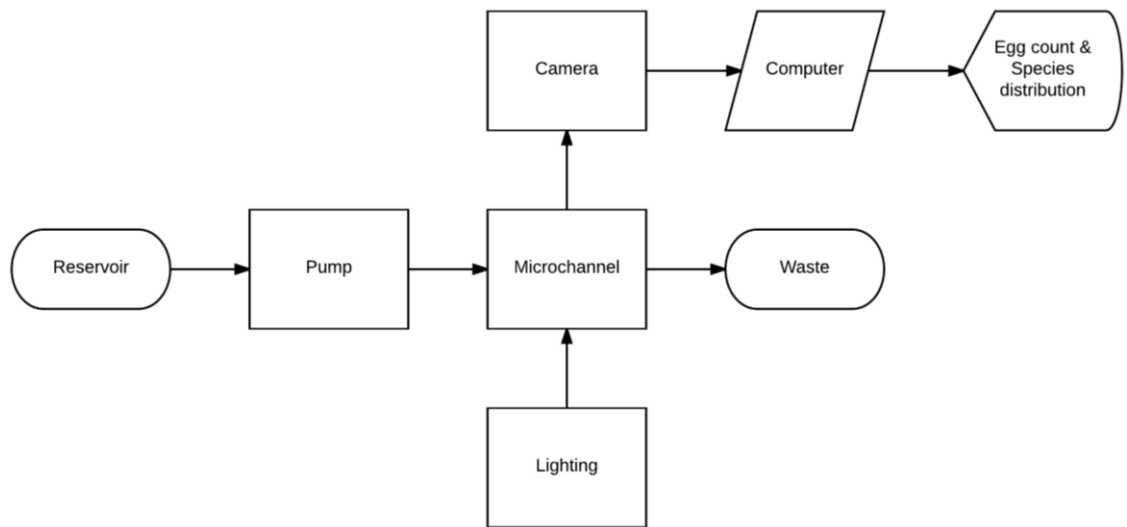 Camera
Computer
Egg count &
Species
distribution
Reservoir
Pump
Microchannel
Waste
Lighting